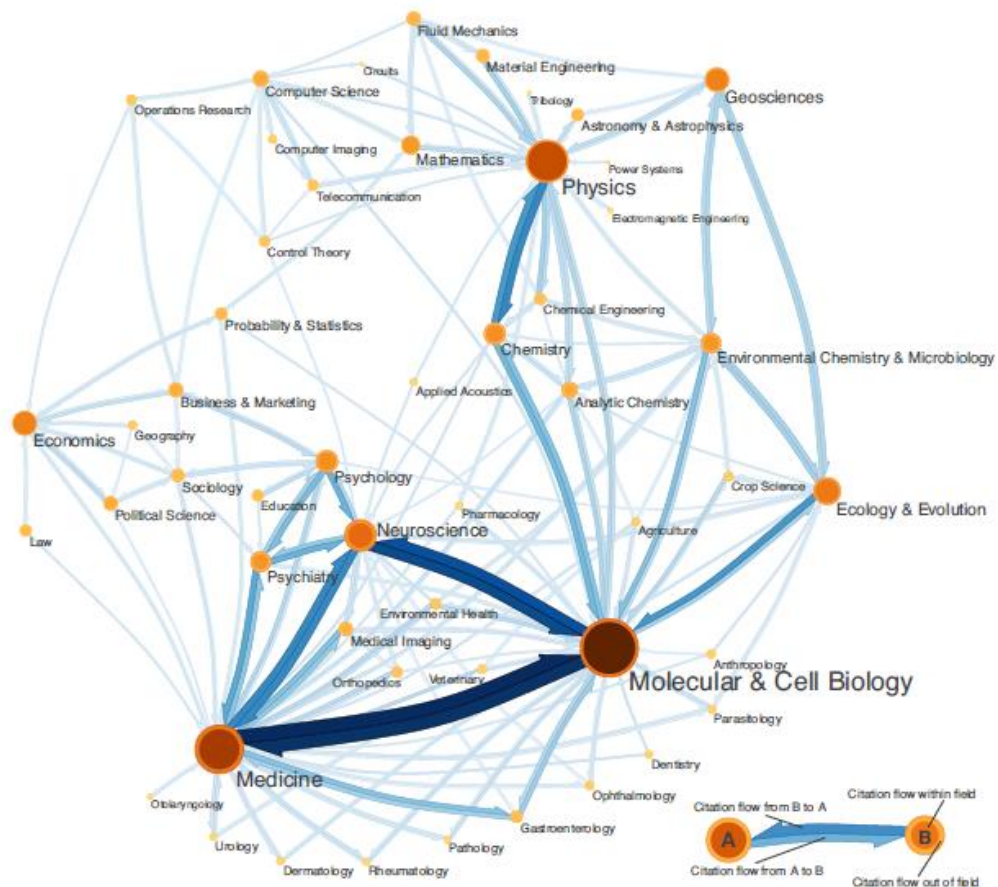 Fluid Mechanics
Circuits
Material Engineering
Computer Science
Geosciences
Operations Research
Tribology
Astronomy & Astrophysics
Computer Imaging
Mathematics
Power Systems
Physics
Telecommunication
Electromagnetic Engineering
Control Theory
Chemical Engineering
Probability & Statistics
Chemistry
Environmental Chemistry & Microbiology
Applied Acoustics
Analytic Chemistry
Business & Marketing
Geography
Economics
Psychology
Sociology
Crop Science
Education
Political Science
Pharmacology
Ecology & Evolution
Neuroscience
Agriculture
Law
Psychiatry
Environmental Health
Medical Imaging
Anthropology
Orthopedics
Veterinary
Molecular & Cell Biology
Parasitology
Medicine
Dentistry
Ophthalmology
Otolaryngology
Gastroenterology
Urology
Pathology
Dermatology
Rheumatology
Citation flow from B to A
Citation flow within field
A
B
Citation flow from A to B
Citation flow out of field